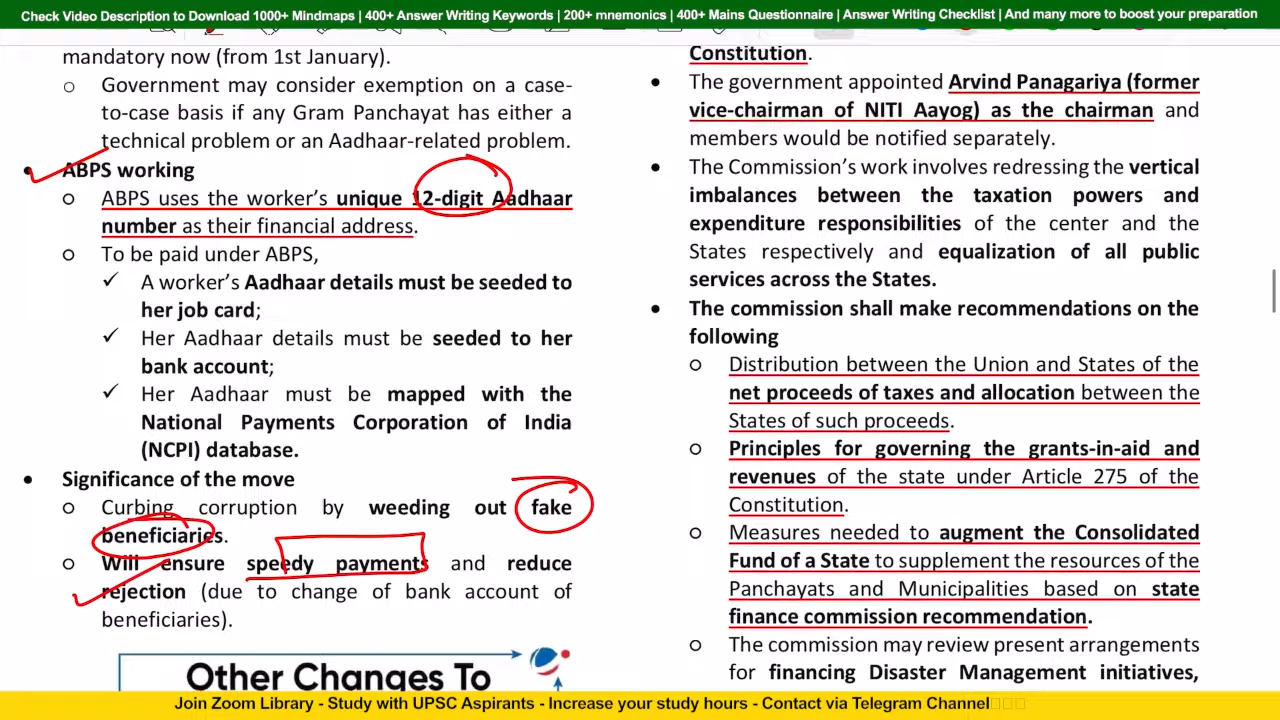 Check Video Description to Download 1000+ Mindmaps | 400+ Answer Writing Keywords | 200+ mnemonics | 400+ Mains Questionnaire | Answer Writing Checklist | And many more to boost your preparation
mandatory now (from 1st January).
o Government may consider exemption on a case-
to-case basis if any Gram Panchayat has either a
technical problem or an Aadhaar-related problem.
• ABPS working
o ABPS uses the worker's unique 12-digit Aadhaar
number as their financial address.
o To be paid under ABPS,
✓ A worker's Aadhaar details must be seeded to
her job card;
✓ Her Aadhaar details must be seeded to her
bank account;
✓ Her Aadhaar must be mapped with the
National Payments Corporation of India
(NCPI) database.
• Significance of the move
o Curbing corruption by weeding out fake
beneficiaries.
o Will ensure speedy payments and reduce
rejection (due to change of bank account of
beneficiaries).
Other Changes To
Constitution.
• The government appointed Arvind Panagariya (former
vice-chairman of NITI Aayog) as the chairman and
members would be notified separately.
• The Commission's work involves redressing the vertical
imbalances between the taxation powers and
expenditure responsibilities of the center and the
States respectively and equalization of all public
services across the States.
• The commission shall make recommendations on the
following
o Distribution between the Union and States of the
net proceeds of taxes and allocation between the
States of such proceeds.
o Principles for governing the grants-in-aid and
revenues of the state under Article 275 of the
Constitution.
o Measures needed to augment the Consolidated
Fund of a State to supplement the resources of the
Panchayats and Municipalities based on state
finance commission recommendation.
o The commission may review present arrangements
for financing Disaster Management initiatives,
Join Zoom Library - Study with UPSC Aspirants - Increase your study hours - Contact via Telegram Channel